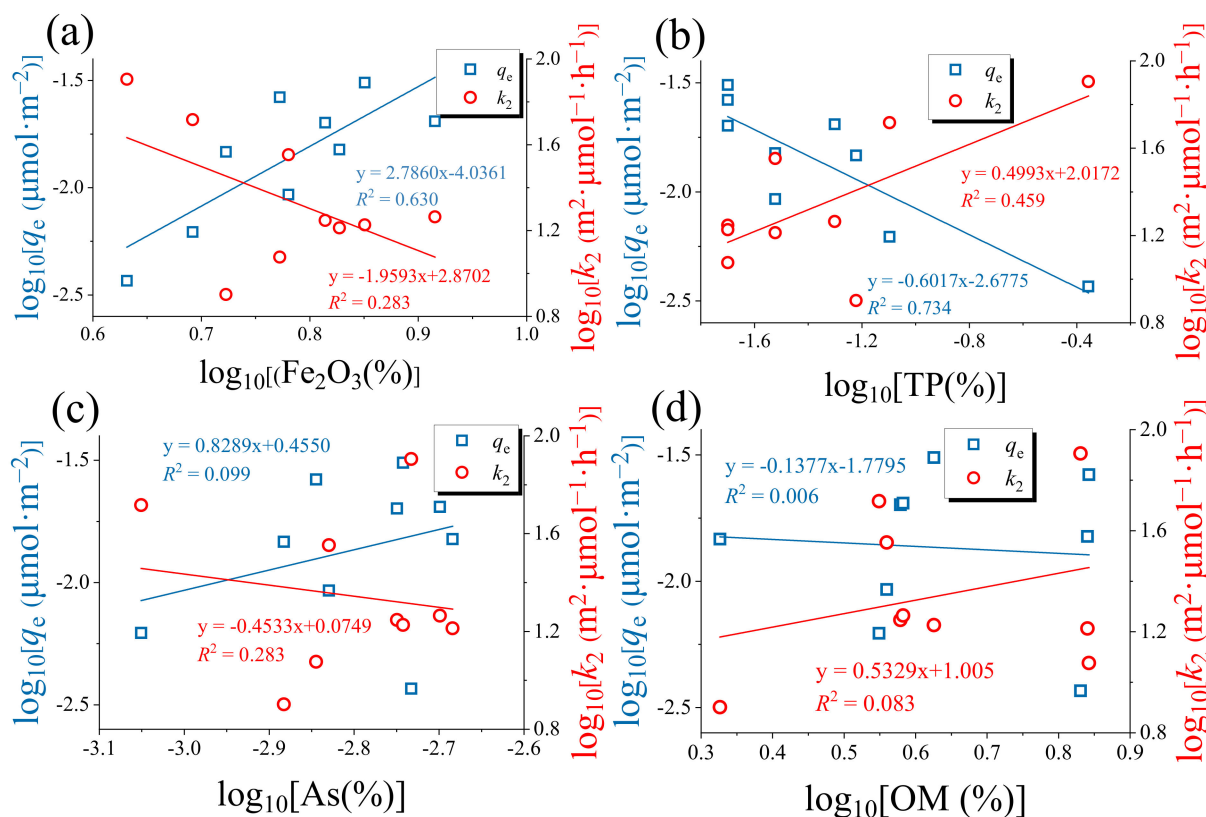 (a)
log₁₀[qₑ (μmol·m⁻²)]
-1.5
-2.0
-2.5
qₑ
k₂
y = 2.7860x-4.0361
R² = 0.630
y = -1.9593x+2.8702
R² = 0.283
2.0
1.6
1.2
0.8
log₁₀[k₂ (m²·μmol⁻¹·h⁻¹)]
0.6 0.7 0.8 0.9 1.0
log₁₀[(Fe₂O₃(%)]
(b)
log₁₀[qₑ (μmol·m⁻²)]
-1.5
-2.0
-2.5
qₑ
k₂
y = 0.4993x+2.0172
R² = 0.459
y = -0.6017x-2.6775
R² = 0.734
2.0
1.6
1.2
0.8
log₁₀[k₂ (m²·μmol⁻¹·h⁻¹)]
-1.6 -1.2 -0.8 -0.4
log₁₀[TP(%)]
(c)
log₁₀[qₑ (μmol·m⁻²)]
-1.5
-2.0
-2.5
y = 0.8289x+0.4550
R² = 0.099
qₑ
k₂
y = -0.4533x+0.0749
R² = 0.283
2.0
1.6
1.2
0.8
log₁₀[k₂ (m²·μmol⁻¹·h⁻¹)]
-3.1 -3.0 -2.9 -2.8 -2.7 -2.6
log₁₀[As(%)]
(d)
log₁₀[qₑ (μmol·m⁻²)]
-1.5
-2.0
-2.5
qₑ
k₂
y = -0.1377x-1.7795
R² = 0.006
y = 0.5329x+1.005
R² = 0.083
2.0
1.6
1.2
0.8
log₁₀[k₂ (m²·μmol⁻¹·h⁻¹)]
0.3 0.4 0.5 0.6 0.7 0.8 0.9
log₁₀[OM (%)]